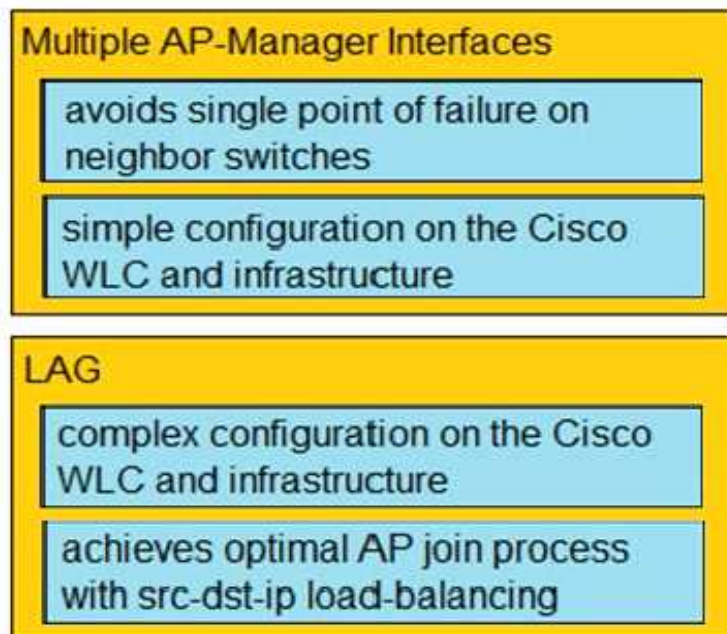 Multiple AP-Manager Interfaces
avoids single point of failure on
neighbor switches
simple configuration on the Cisco
WLC and infrastructure
LAG
complex configuration on the Cisco
WLC and infrastructure
achieves optimal AP join process
with src-dst-ip load-balancing